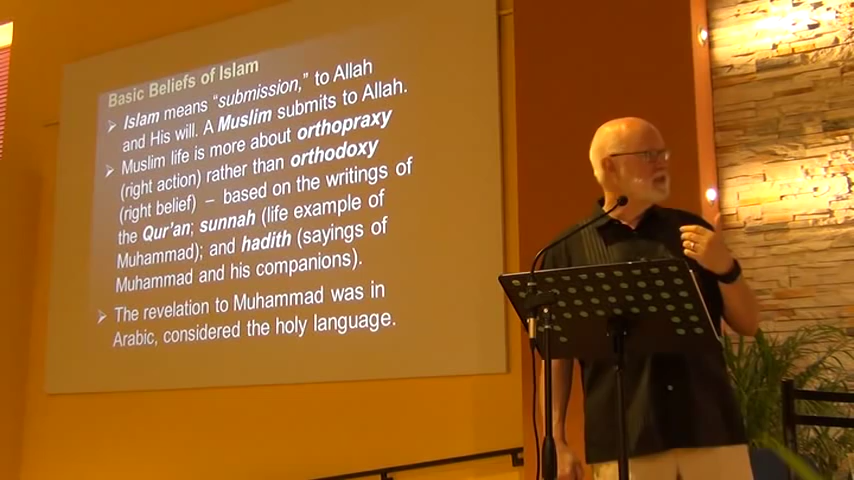 Basic Beliefs of Islam
➢ Islam means “submission,” to Allah
and His will. A Muslim submits to Allah.
➢ Muslim life is more about orthopraxy
(right action) rather than orthodoxy
(right belief) – based on the writings of
the Qur’an; sunnah (life example of
Muhammad); and hadith (sayings of
Muhammad and his companions).
➢ The revelation to Muhammad was in
Arabic, considered the holy language.